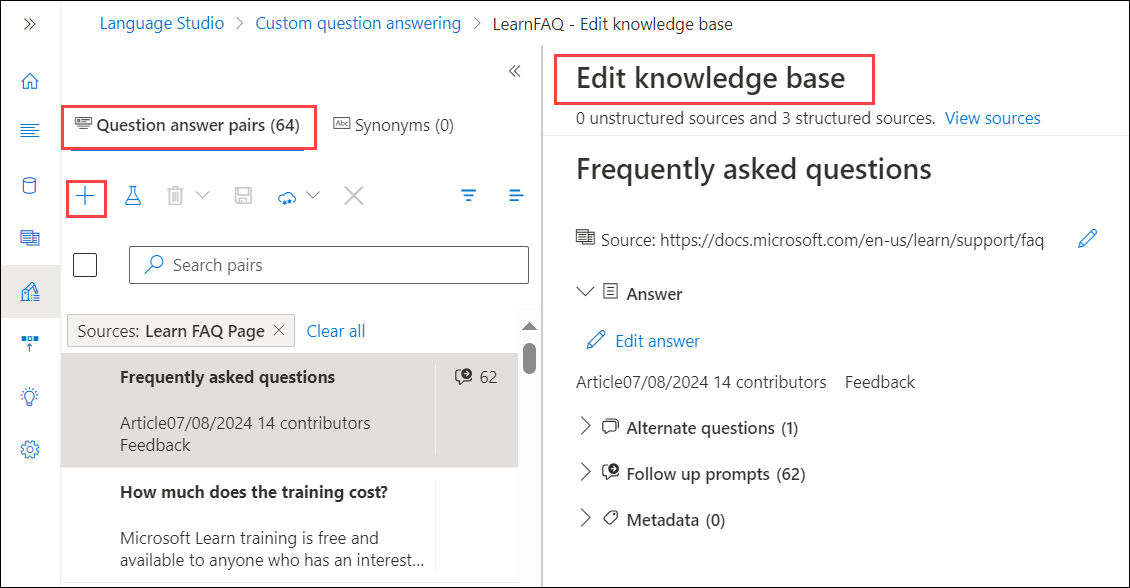 Language Studio > Custom question answering > LearnFAQ - Edit knowledge base
Question answer pairs (64)
Abc Synonyms (0)
Search pairs
Sources: Learn FAQ Page
Clear all
Frequently asked questions
62
Article07/08/2024 14 contributors
Feedback
How much does the training cost?
Microsoft Learn training is free and
available to anyone who has an interest...
Edit knowledge base
0 unstructured sources and 3 structured sources. View sources
Frequently asked questions
Source: https://docs.microsoft.com/en-us/learn/support/faq
Answer
Edit answer
Article07/08/2024 14 contributors Feedback
Alternate questions (1)
Follow up prompts (62)
Metadata (0)